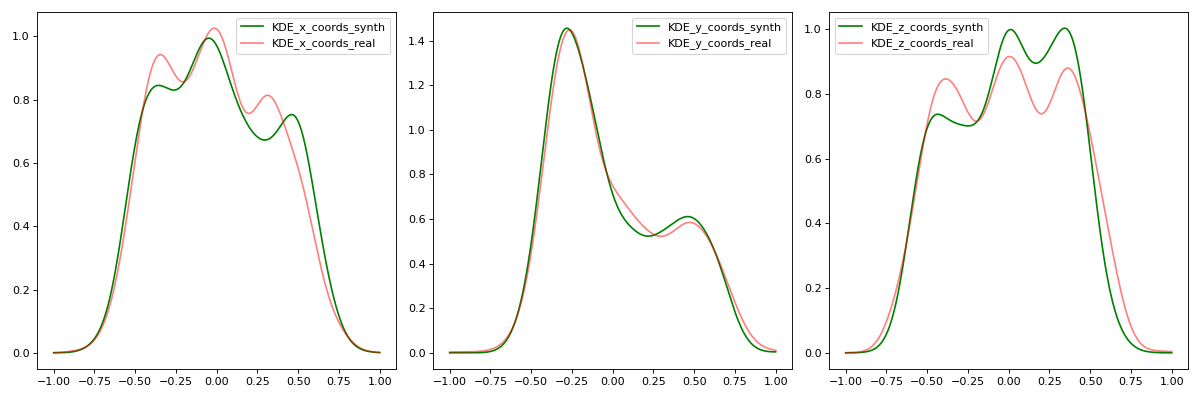 KDE_x_coords_synth
KDE_x_coords_real
1.0
0.8
0.6
0.4
0.2
0.0
−1.00 −0.75 −0.50 −0.25 0.00 0.25 0.50 0.75 1.00
KDE_y_coords_synth
KDE_y_coords_real
1.4
1.2
1.0
0.8
0.6
0.4
0.2
0.0
−1.00 −0.75 −0.50 −0.25 0.00 0.25 0.50 0.75 1.00
KDE_z_coords_synth
KDE_z_coords_real
1.0
0.8
0.6
0.4
0.2
0.0
−1.00 −0.75 −0.50 −0.25 0.00 0.25 0.50 0.75 1.00